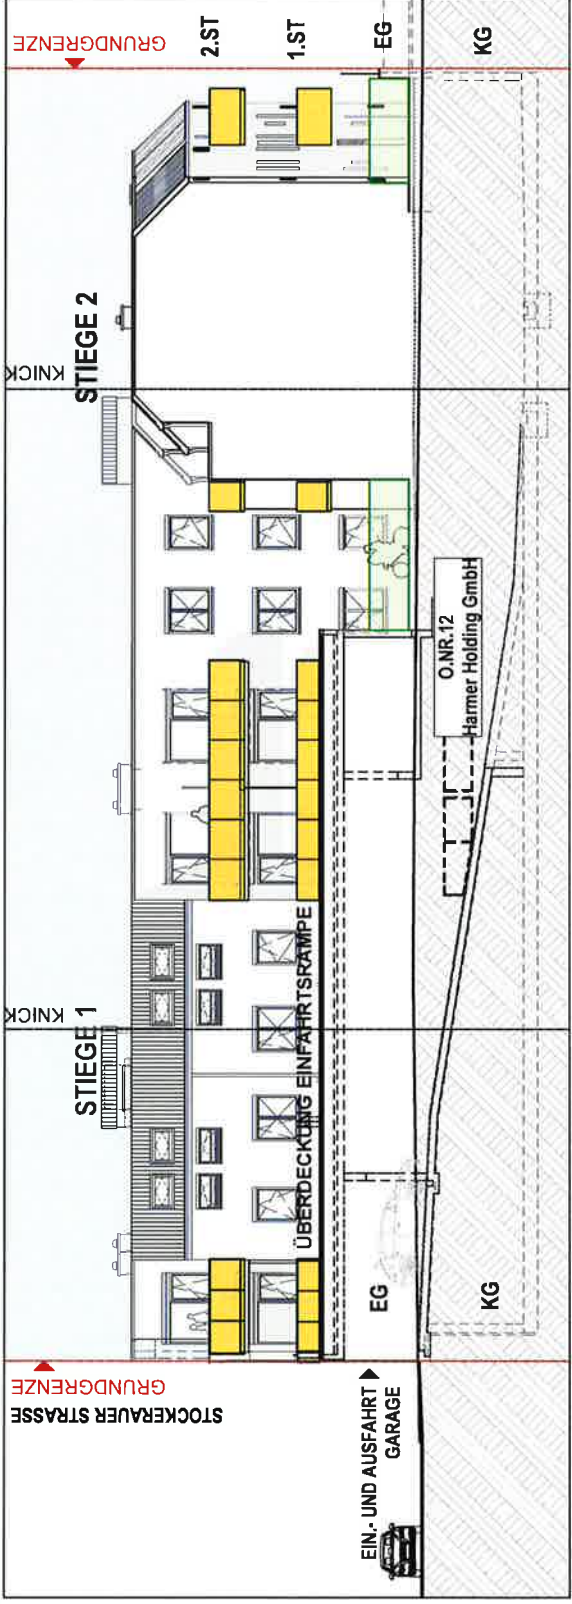 STOCKERAUER STRASSE
GRUNDGRENZE
STIEGE 1
KNICK
STIEGE 2
KNICK
GRUNDGRENZE
2.ST
1.ST
EG
KG
ÜBERDECKUNG EINFAHRTSRAMPE
EIN,- UND AUSFAHRT
GARAGE
EG
KG
O.NR.12
Harmer Holding GmbH